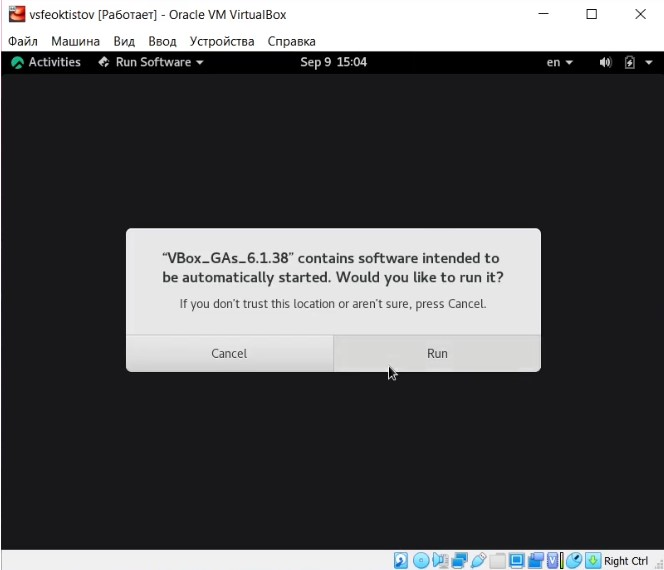 vsfeoktistov [Работает] - Oracle VM VirtualBox
Файл Машина Вид Ввод Устройства Справка
Activities Run Software Sep 9 15:04 en
“VBox_GAs_6.1.38” contains software intended to
be automatically started. Would you like to run it?
If you don’t trust this location or aren’t sure, press Cancel.
Cancel Run
Right Ctrl